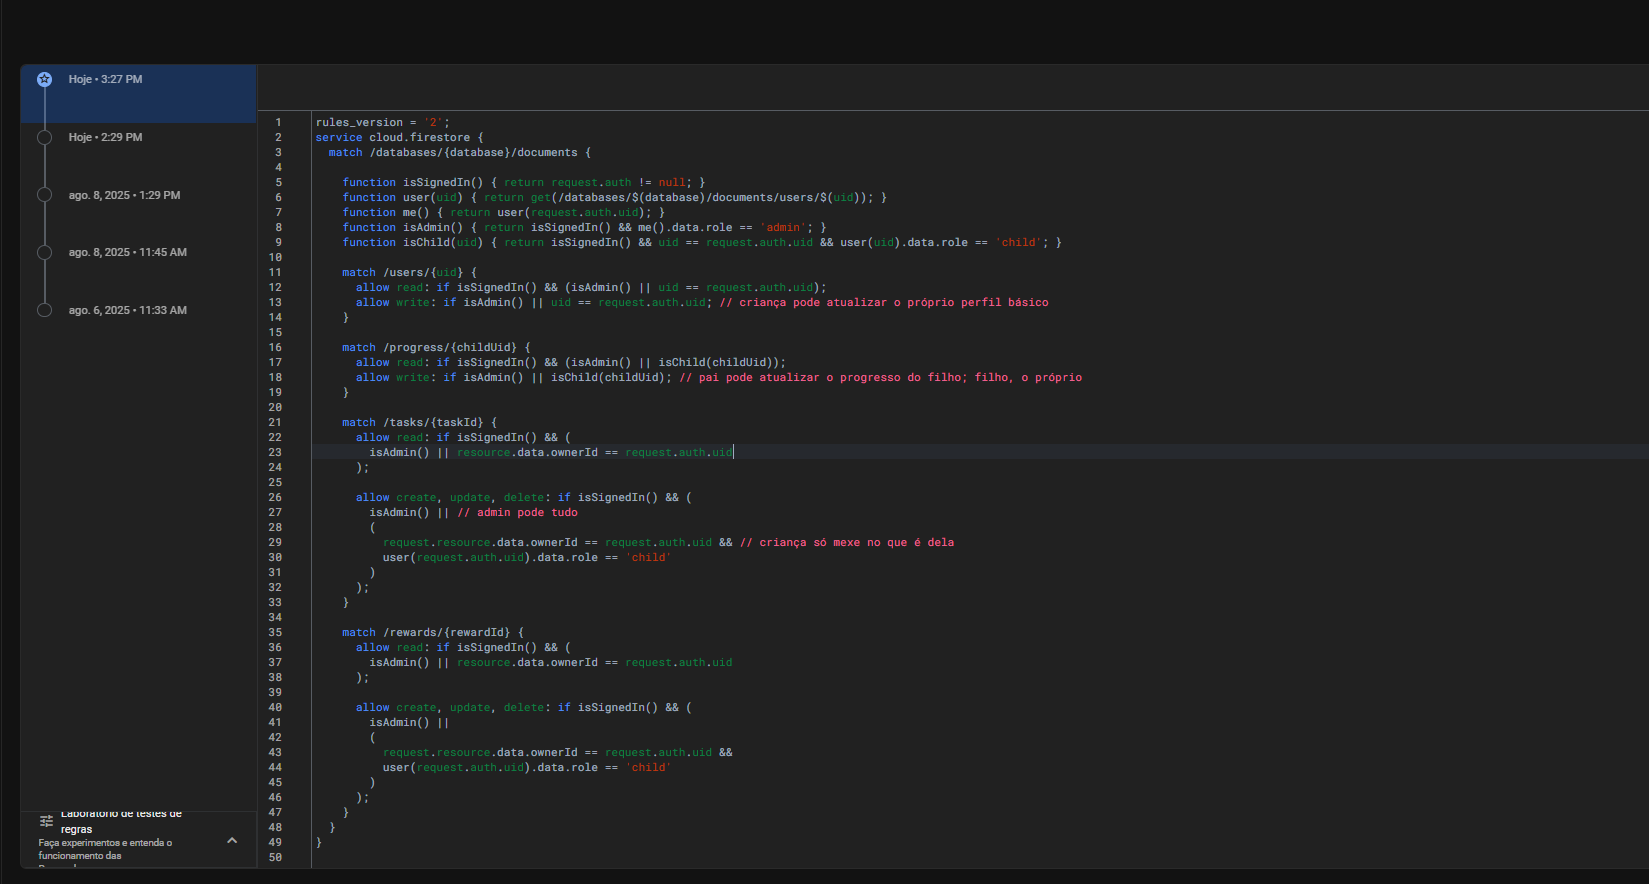 Hoje • 3:27 PM
Hoje • 2:29 PM
ago. 8, 2025 • 1:29 PM
ago. 8, 2025 • 11:45 AM
ago. 6, 2025 • 11:33 AM
Laboratório de testes de
regras
Faça experimentos e entenda o
funcionamento das
1 rules_version = '2';
2 service cloud.firestore {
3   match /databases/{database}/documents {
4
5     function isSignedIn() { return request.auth != null; }
6     function user(uid) { return get(/databases/$(database)/documents/users/$(uid)); }
7     function me() { return user(request.auth.uid); }
8     function isAdmin() { return isSignedIn() && me().data.role == 'admin'; }
9     function isChild(uid) { return isSignedIn() && uid == request.auth.uid && user(uid).data.role == 'child'; }
10
11     match /users/{uid} {
12       allow read: if isSignedIn() && (isAdmin() || uid == request.auth.uid);
13       allow write: if isAdmin() || uid == request.auth.uid; // criança pode atualizar o próprio perfil básico
14     }
15
16     match /progress/{childUid} {
17       allow read: if isSignedIn() && (isAdmin() || isChild(childUid));
18       allow write: if isAdmin() || isChild(childUid); // pai pode atualizar o progresso do filho; filho, o próprio
19     }
20
21     match /tasks/{taskId} {
22       allow read: if isSignedIn() && (
23         isAdmin() || resource.data.ownerId == request.auth.uid
24       );
25
26       allow create, update, delete: if isSignedIn() && (
27         isAdmin() || // admin pode tudo
28         (
29           request.resource.data.ownerId == request.auth.uid && // criança só mexe no que é dela
30           user(request.auth.uid).data.role == 'child'
31         )
32       );
33     }
34
35     match /rewards/{rewardId} {
36       allow read: if isSignedIn() && (
37         isAdmin() || resource.data.ownerId == request.auth.uid
38       );
39
40       allow create, update, delete: if isSignedIn() && (
41         isAdmin() ||
42         (
43           request.resource.data.ownerId == request.auth.uid &&
44           user(request.auth.uid).data.role == 'child'
45         )
46       );
47     }
48   }
49 }
50